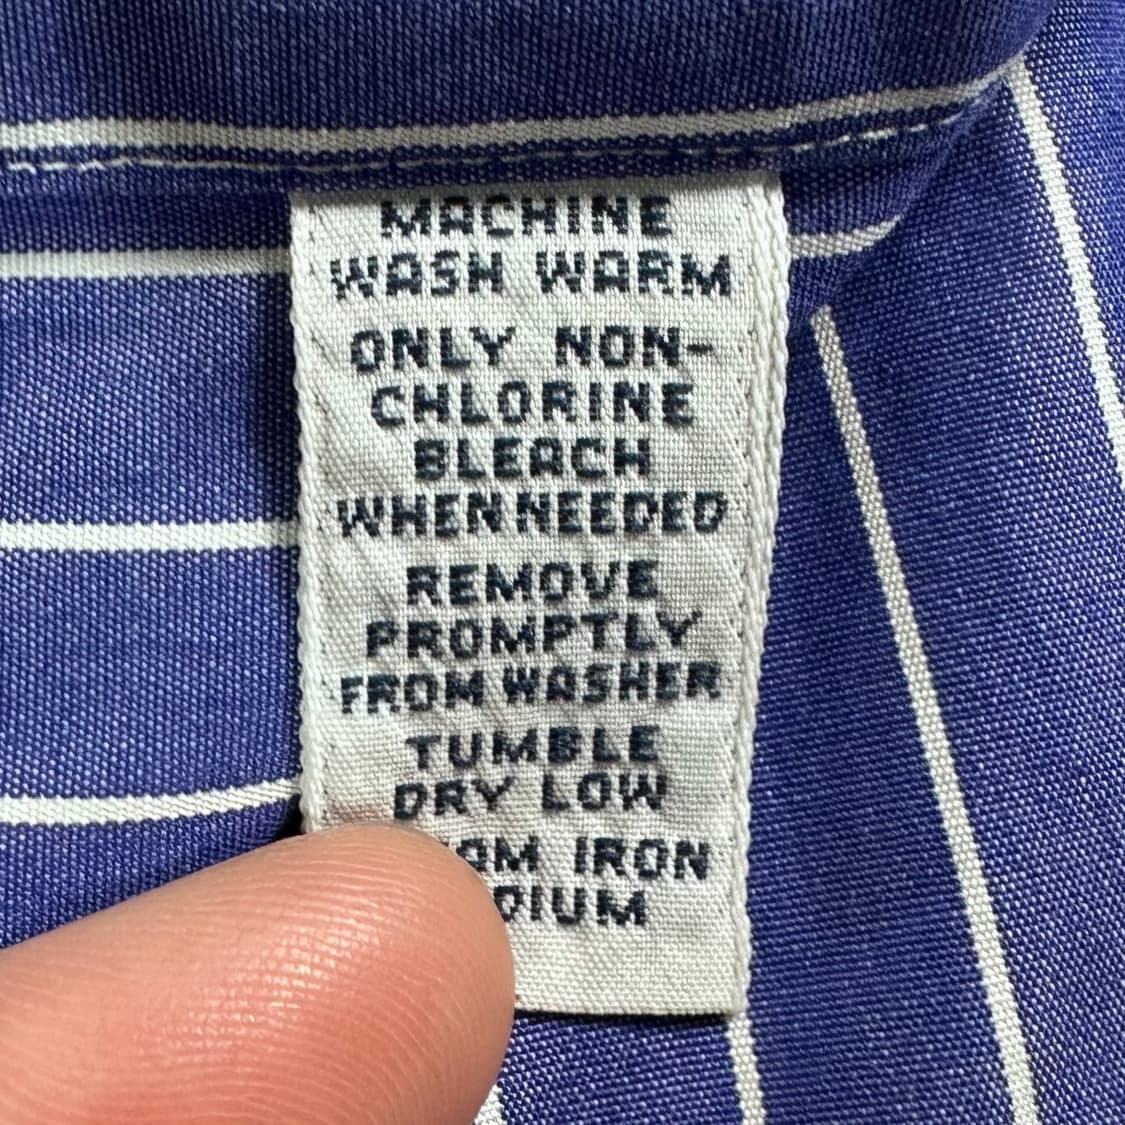 MACHINE
WASH WARM
ONLY NON-
CHLORINE
BLEACH
WHEN NEEDED
REMOVE
PROMPTLY
FROM WASHER
TUMBLE
DRY LOW
IRON